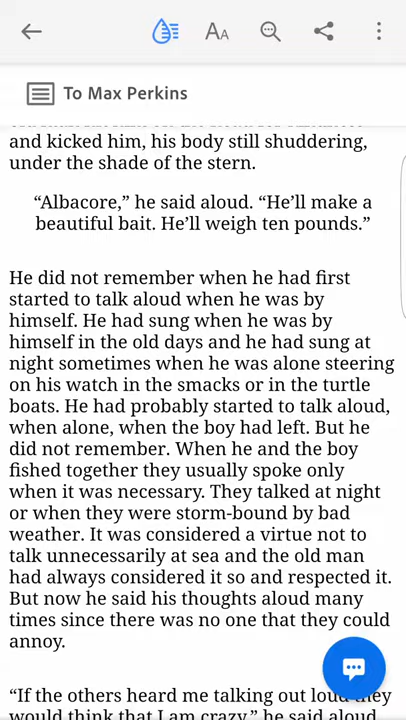 AA
To Max Perkins
and kicked him, his body still shuddering,
under the shade of the stern.
“Albacore,” he said aloud. “He’ll make a
beautiful bait. He’ll weigh ten pounds.”
He did not remember when he had first
started to talk aloud when he was by
himself. He had sung when he was by
himself in the old days and he had sung at
night sometimes when he was alone steering
on his watch in the smacks or in the turtle
boats. He had probably started to talk aloud,
when alone, when the boy had left. But he
did not remember. When he and the boy
fished together they usually spoke only
when it was necessary. They talked at night
or when they were storm-bound by bad
weather. It was considered a virtue not to
talk unnecessarily at sea and the old man
had always considered it so and respected it.
But now he said his thoughts aloud many
times since there was no one that they could
annoy.
“If the others heard me talking out loud they
would think that I am crazy,” he said aloud.